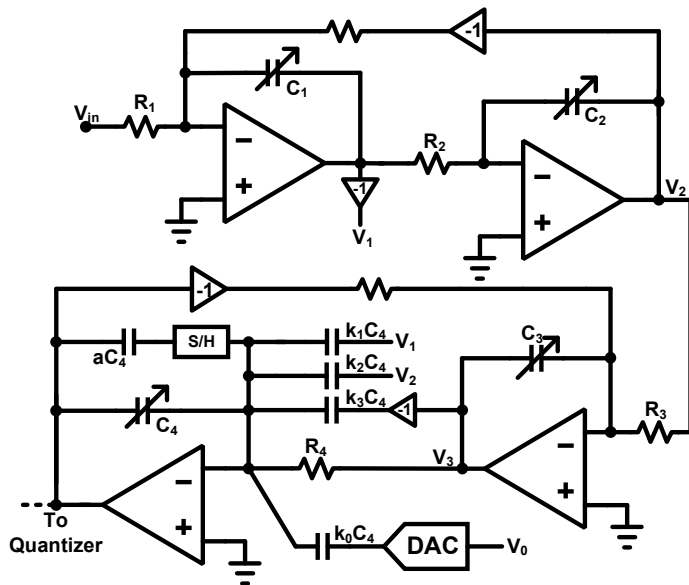 -1
C1
Vin
R1
C2
R2
−
+
-1
V1
−
+
V2
-1
S/H
aC4
k1C4
V1
k2C4
V2
C3
k3C4
-1
C4
R3
R4
V3
−
+
−
+
To
Quantizer
k0C4
DAC
V0